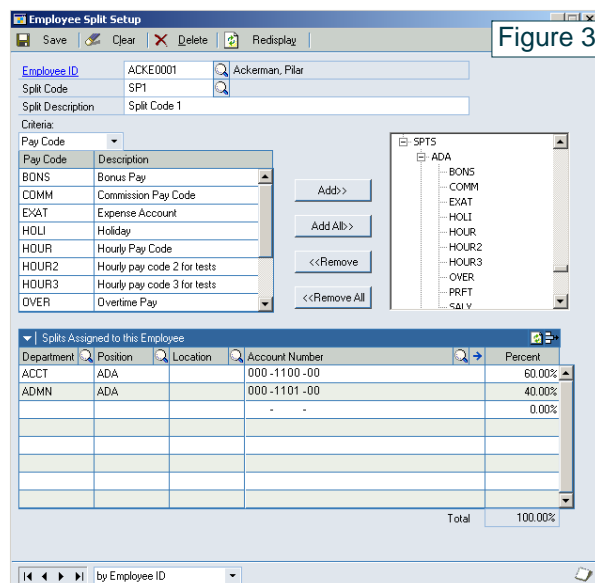 Employee Split Setup
Figure 3
Save Clear Delete Redisplay
Employee ID ACKE0001 Ackerman, Pilar
Split Code SP1
Split Description Split Code 1
Criteria:
Pay Code
Pay Code Description
BONS Bonus Pay
COMM Commission Pay Code
EXAT Expense Account
HOLI Holiday
HOUR Hourly Pay Code
HOUR2 Hourly pay code 2 for tests
HOUR3 Hourly pay code 3 for tests
OVER Overtime Pay
Add>>
Add All>>
<<Remove
<<Remove All
SPTS
ADA
BONS
COMM
EXAT
HOLI
HOUR
HOUR2
HOUR3
OVER
PRFT
SALY
Splits Assigned to this Employee
Department Position Location Account Number Percent
ACCT ADA 000 -1100 -00 60.00%
ADMN ADA 000 -1101 -00 40.00%
- - 0.00%
Total 100.00%
by Employee ID